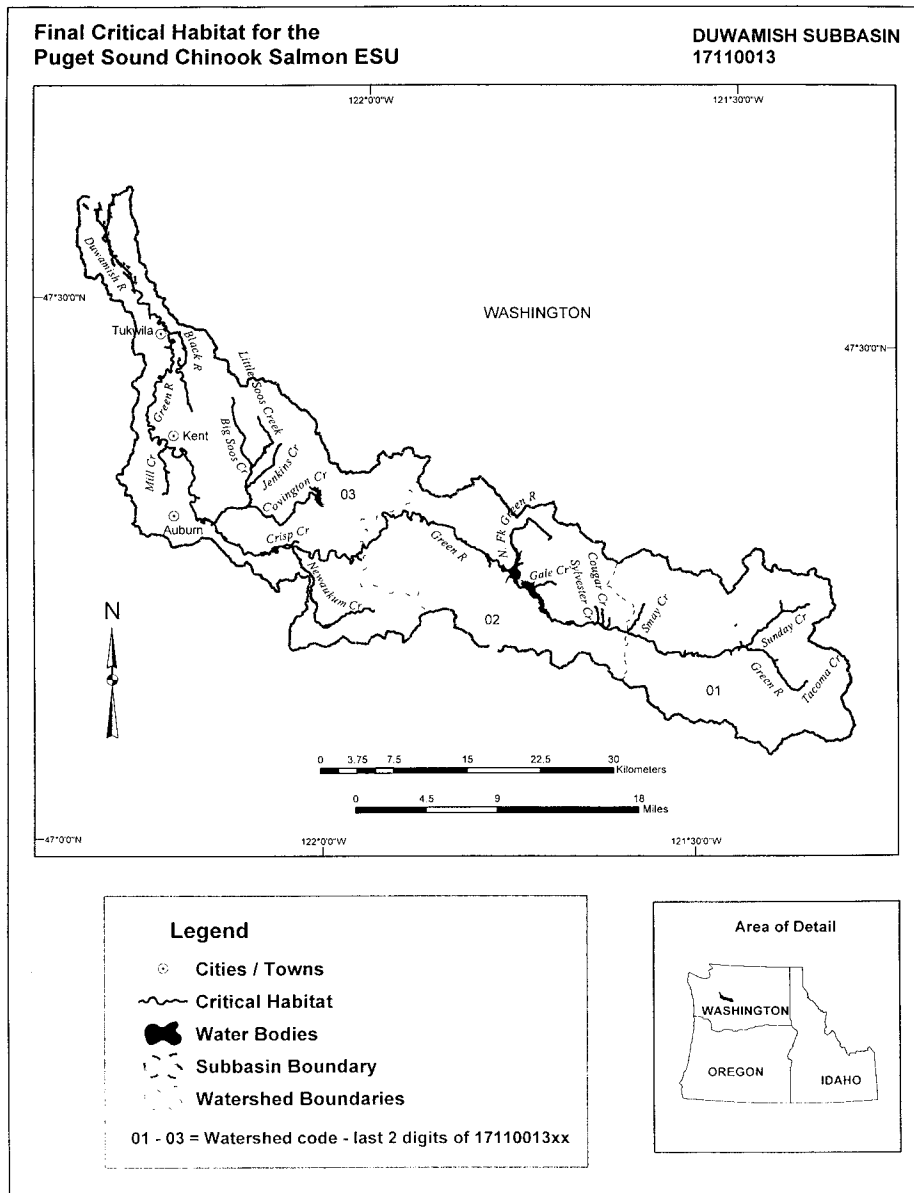 Final Critical Habitat for the
Puget Sound Chinook Salmon ESU
DUWAMISH SUBBASIN
17110013
122°0'0"W
121°30'0"W
47°30'0"N
47°30'0"N
WASHINGTON
Duwamish R
Tukwila
Black R
Green R
Little Soos Creek
Kent
Big Soos Cr
Jenkins Cr
Mill Cr
Covington Cr
03
Auburn
Crisp Cr
Green R
N. Fk Green R
Newaukum Cr
Gale Cr
Sylvester Cr
Cougar Cr
Smay Cr
02
Sunday Cr
Green R
Tacoma Cr
01
N
0 3.75 7.5 15 22.5 30
Kilometers
0 4.5 9 18
Miles
47°0'0"N
122°0'0"W
121°30'0"W
Legend
Cities / Towns
Critical Habitat
Water Bodies
Subbasin Boundary
Watershed Boundaries
01 - 03 = Watershed code - last 2 digits of 17110013xx
Area of Detail
WASHINGTON
OREGON
IDAHO